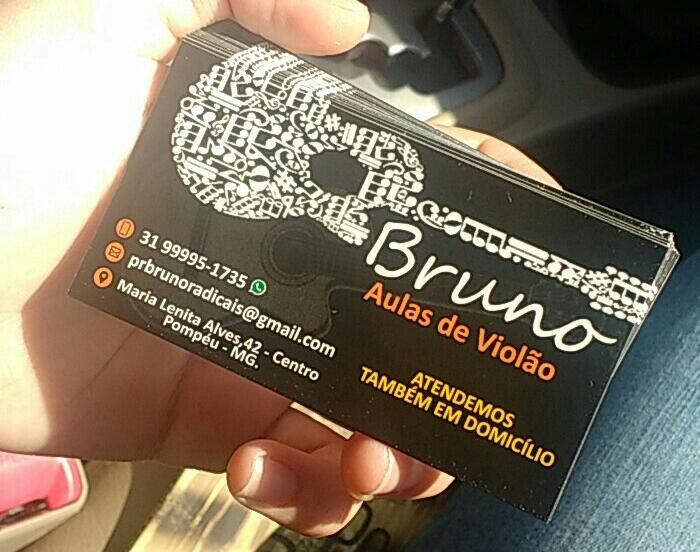 Bruno
Aulas de Violão
31 99995-1735
prbrunoradicais@gmail.com
Maria Lenita Alves,42 - Centro
Pompéu - MG.
ATENDEMOS
TAMBÉM EM DOMICÍLIO